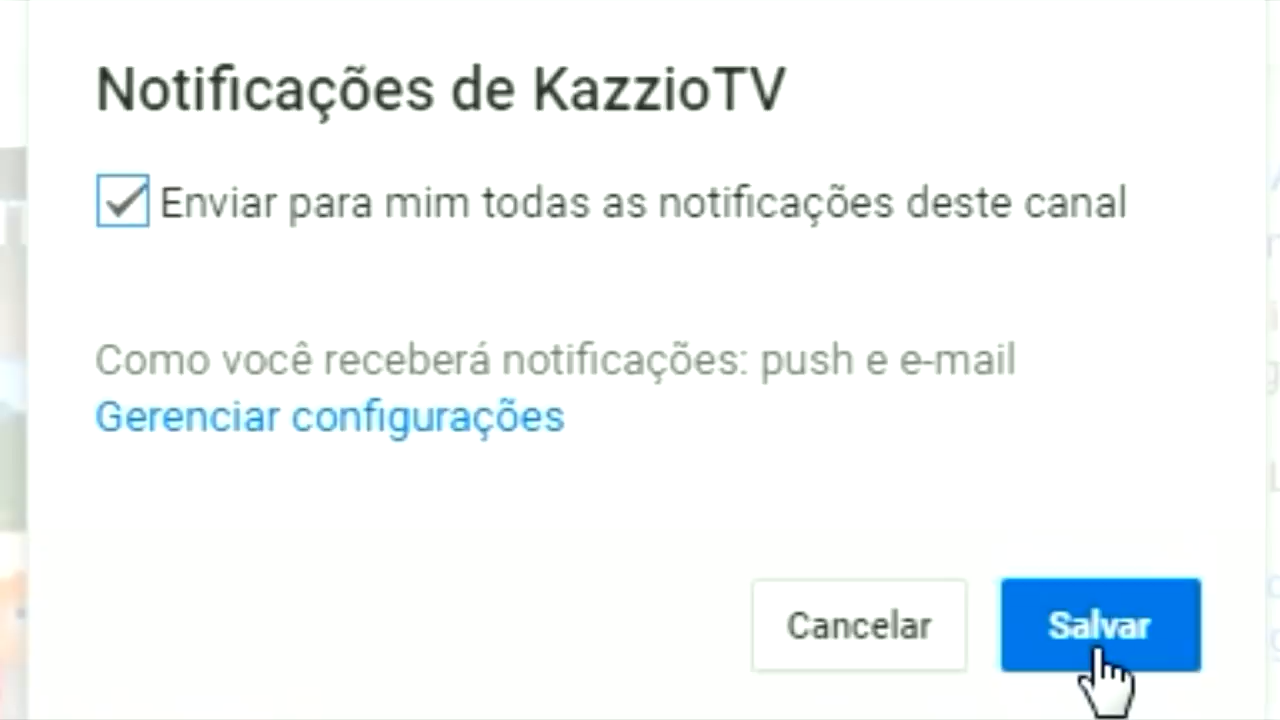 Notificações de KazzioTV
Enviar para mim todas as notificações deste canal
Como você receberá notificações: push e e-mail
Gerenciar configurações
Cancelar
Salvar